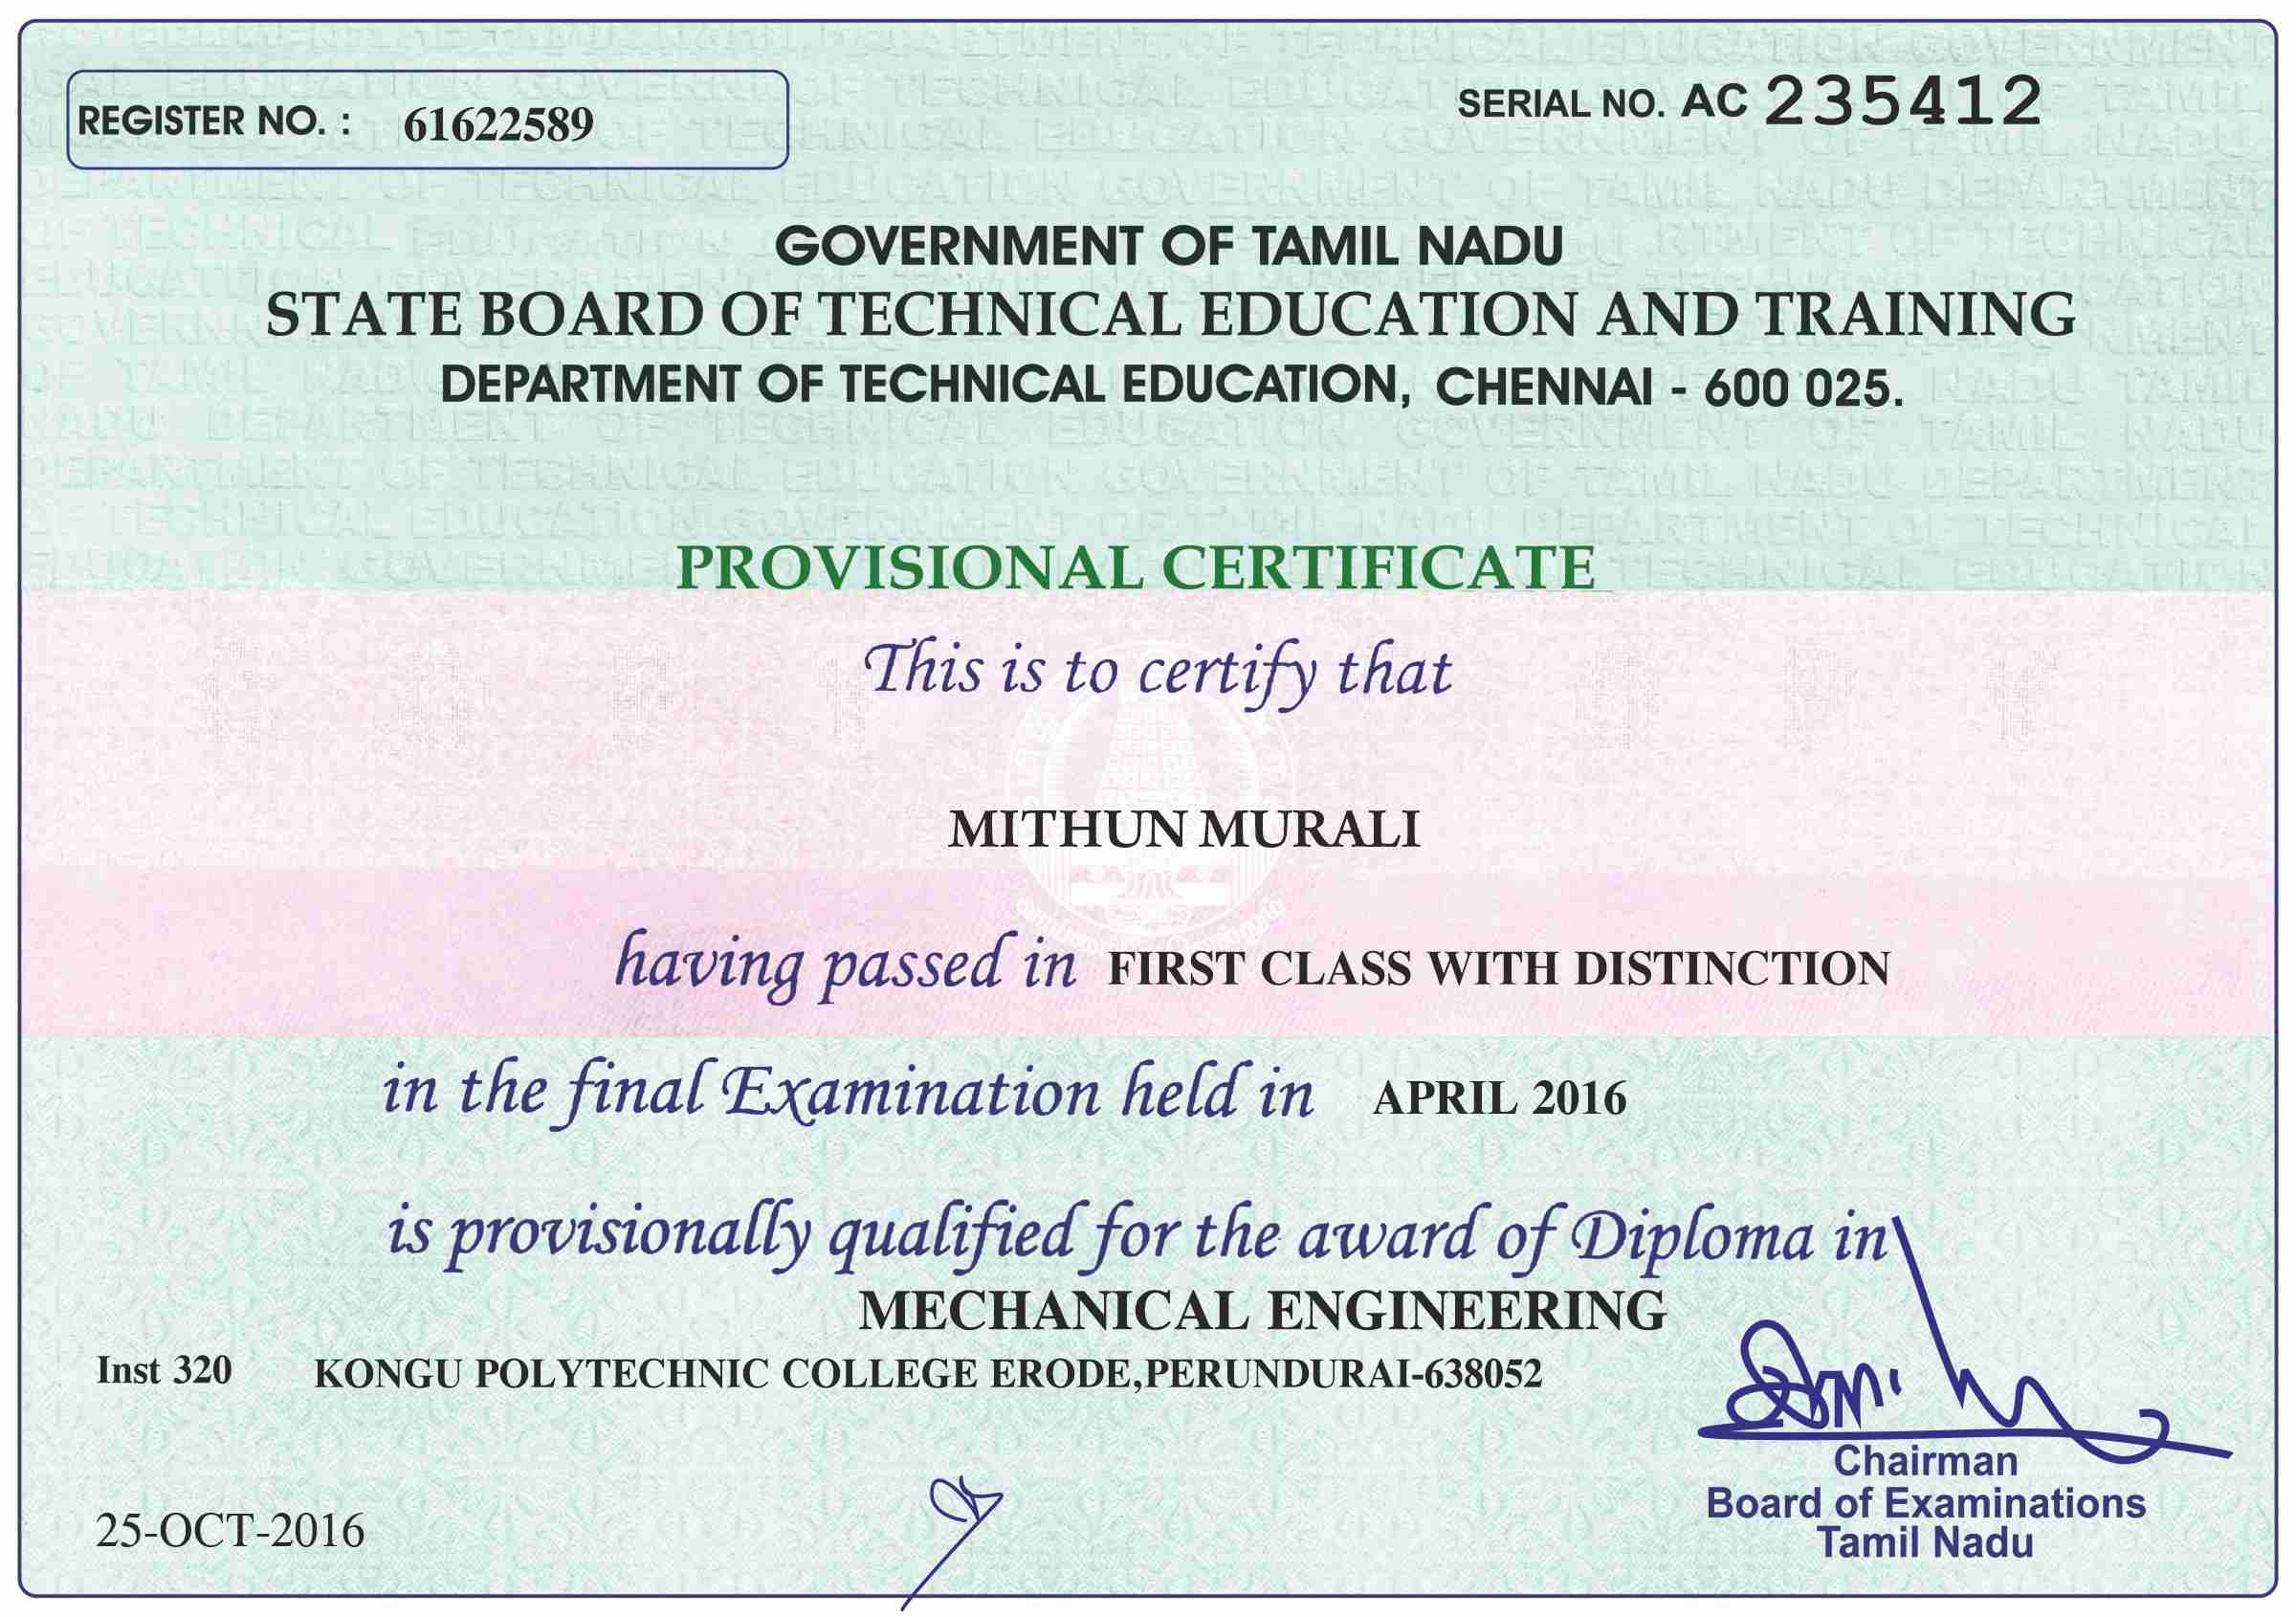 REGISTER NO. : 61622589
SERIAL NO. AC 235412
GOVERNMENT OF TAMIL NADU
STATE BOARD OF TECHNICAL EDUCATION AND TRAINING
DEPARTMENT OF TECHNICAL EDUCATION, CHENNAI - 600 025.
PROVISIONAL CERTIFICATE
This is to certify that
MITHUN MURALI
having passed in FIRST CLASS WITH DISTINCTION
in the final Examination held in APRIL 2016
is provisionally qualified for the award of Diploma in
MECHANICAL ENGINEERING
Inst 320 KONGU POLYTECHNIC COLLEGE ERODE,PERUNDURAI-638052
Chairman
Board of Examinations
Tamil Nadu
25-OCT-2016